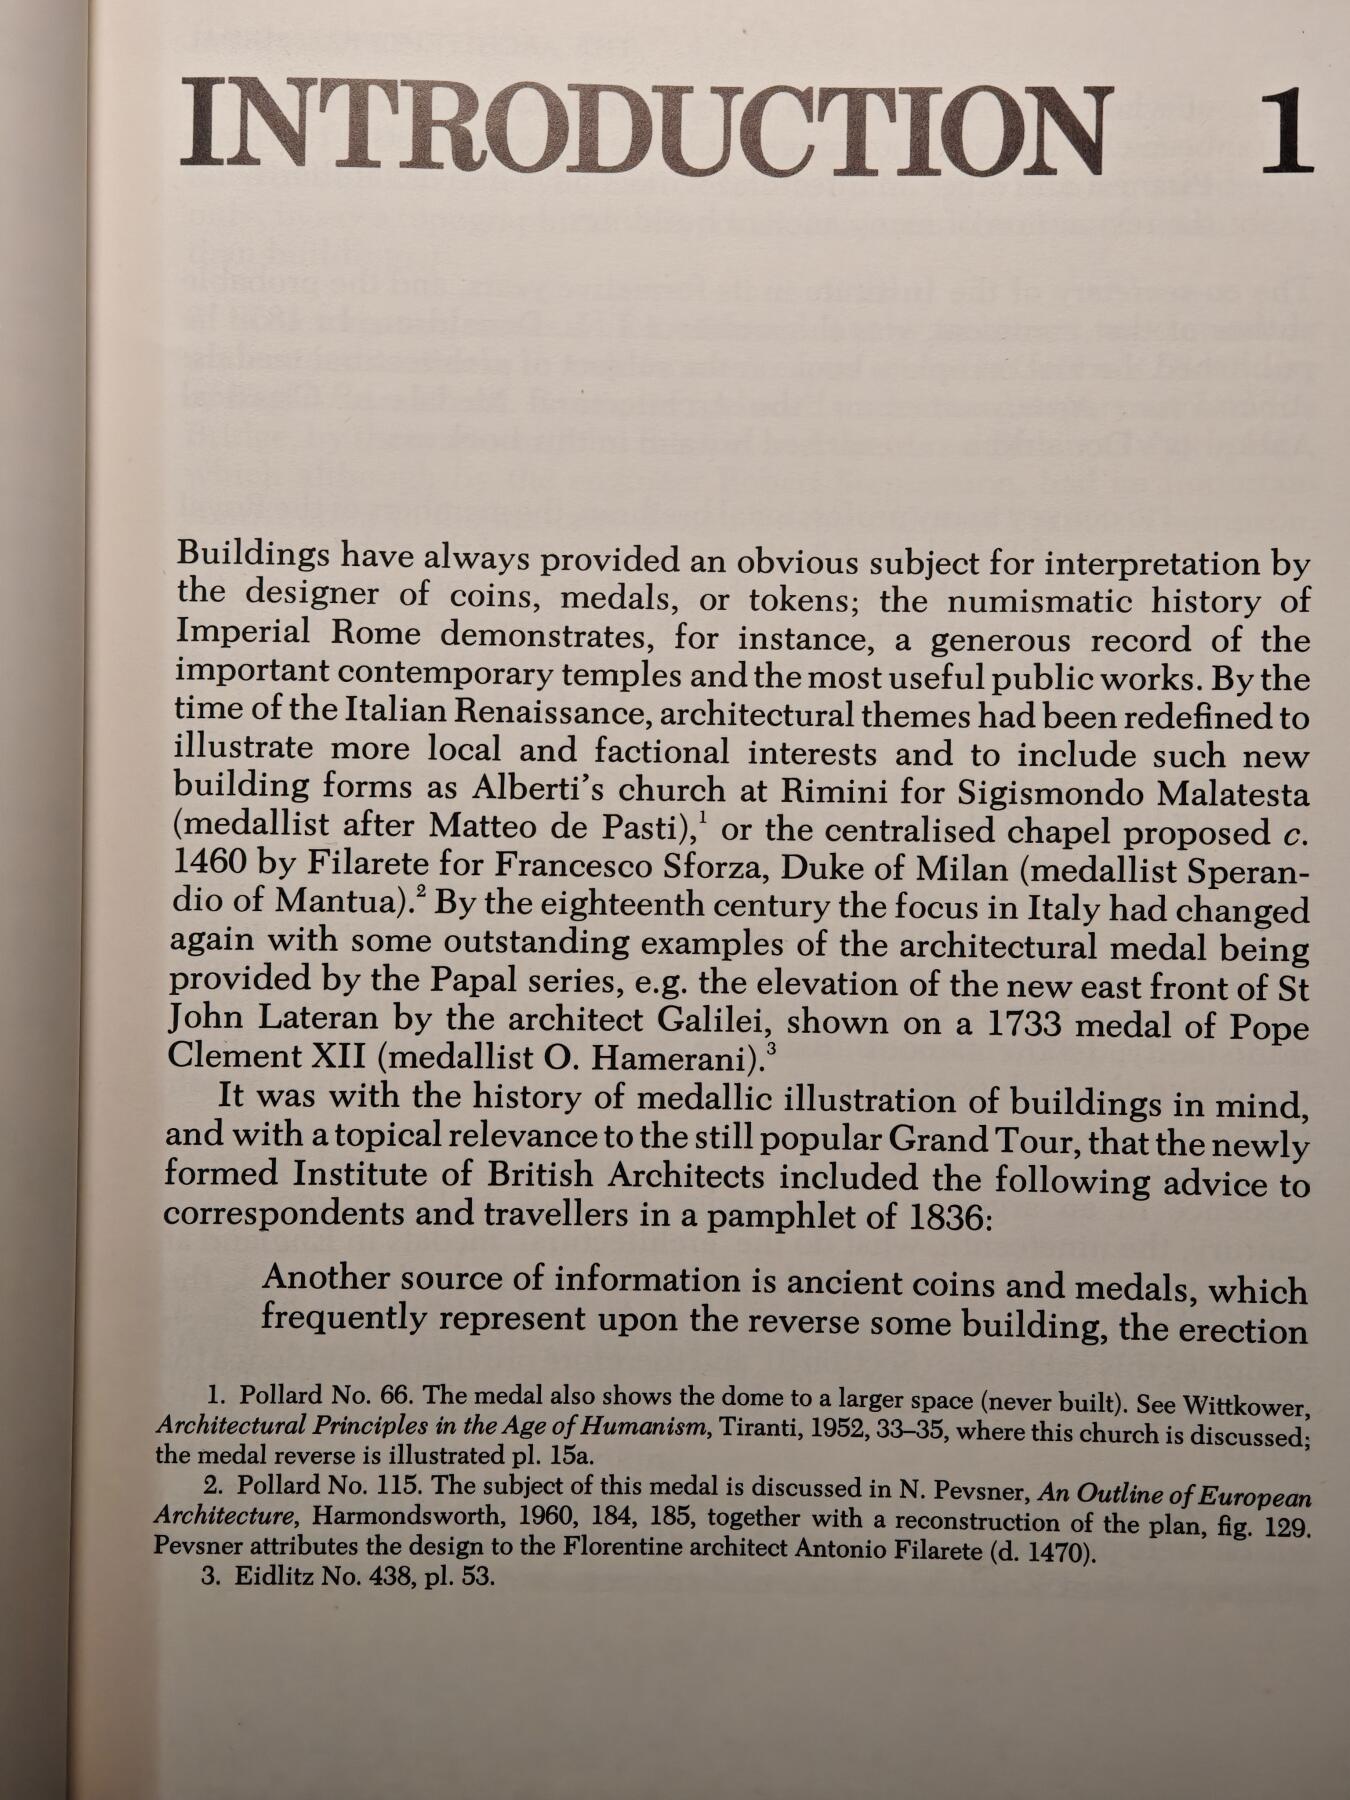 INTRODUCTION 1
Buildings have always provided an obvious subject for interpretation by
the designer of coins, medals, or tokens; the numismatic history of
Imperial Rome demonstrates, for instance, a generous record of the
important contemporary temples and the most useful public works. By the
time of the Italian Renaissance, architectural themes had been redefined to
illustrate more local and factional interests and to include such new
building forms as Alberti's church at Rimini for Sigismondo Malatesta
(medallist after Matteo de Pasti),¹ or the centralised chapel proposed c.
1460 by Filarete for Francesco Sforza, Duke of Milan (medallist Speran-
dio of Mantua).² By the eighteenth century the focus in Italy had changed
again with some outstanding examples of the architectural medal being
provided by the Papal series, e.g. the elevation of the new east front of St
John Lateran by the architect Galilei, shown on a 1733 medal of Pope
Clement XII (medallist O. Hamerani).³
It was with the history of medallic illustration of buildings in mind,
and with a topical relevance to the still popular Grand Tour, that the newly
formed Institute of British Architects included the following advice to
correspondents and travellers in a pamphlet of 1836:
Another source of information is ancient coins and medals, which
frequently represent upon the reverse some building, the erection
1. Pollard No. 66. The medal also shows the dome to a larger space (never built). See Wittkower,
Architectural Principles in the Age of Humanism, Tiranti, 1952, 33–35, where this church is discussed;
the medal reverse is illustrated pl. 15a.
2. Pollard No. 115. The subject of this medal is discussed in N. Pevsner, An Outline of European
Architecture, Harmondsworth, 1960, 184, 185, together with a reconstruction of the plan, fig. 129.
Pevsner attributes the design to the Florentine architect Antonio Filarete (d. 1470).
3. Eidlitz No. 438, pl. 53.